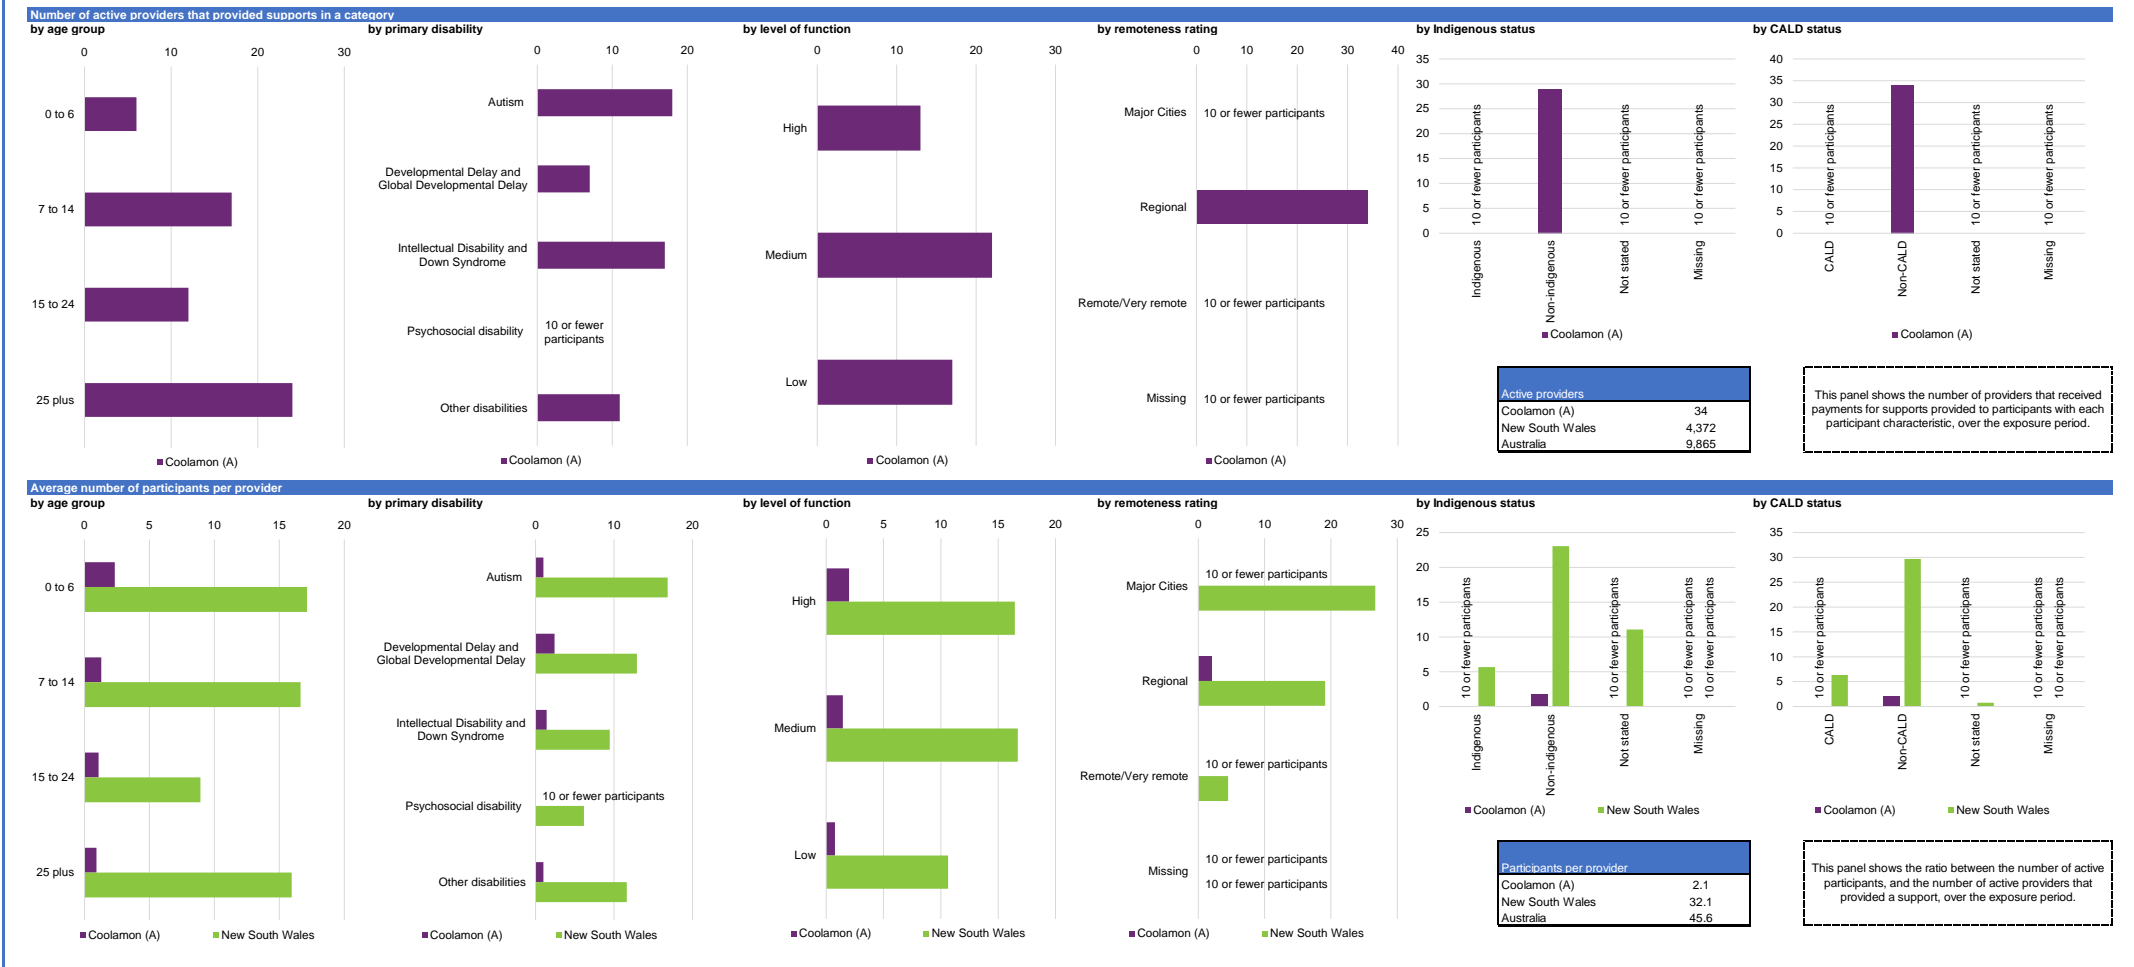 Number of active providers that provided supports in a category
by age group
0 10 20 30
0 to 6
7 to 14
15 to 24
25 plus
Coolamon (A)
by primary disability
0 10 20
Autism
Developmental Delay and
Global Developmental Delay
Intellectual Disability and
Down Syndrome
Psychosocial disability
10 or fewer
participants
Other disabilities
Coolamon (A)
by level of function
0 10 20 30
High
Medium
Low
Coolamon (A)
by remoteness rating
0 10 20 30 40
Major Cities 10 or fewer participants
Regional
Remote/Very remote 10 or fewer participants
Missing 10 or fewer participants
Coolamon (A)
by Indigenous status
35
30
25
20
15
10
5
0
10 or fewer participants
10 or fewer participants
10 or fewer participants
Indigenous
Non-indigenous
Not stated
Missing
Coolamon (A)
by CALD status
40
35
30
25
20
15
10
5
0
10 or fewer participants
10 or fewer participants
10 or fewer participants
CALD
Non-CALD
Not stated
Missing
Coolamon (A)
Active providers
Coolamon (A) 34
New South Wales 4,372
Australia 9,865
This panel shows the number of providers that received
payments for supports provided to participants with each
participant characteristic, over the exposure period.
Average number of participants per provider
by age group
0 5 10 15 20
0 to 6
7 to 14
15 to 24
25 plus
Coolamon (A) New South Wales
by primary disability
0 10 20
Autism
Developmental Delay and
Global Developmental Delay
Intellectual Disability and
Down Syndrome
Psychosocial disability
10 or fewer participants
Other disabilities
Coolamon (A) New South Wales
by level of function
0 5 10 15 20
High
Medium
Low
Coolamon (A) New South Wales
by remoteness rating
0 10 20 30
Major Cities
10 or fewer participants
Regional
Remote/Very remote
10 or fewer participants
Missing
10 or fewer participants
10 or fewer participants
Coolamon (A) New South Wales
by Indigenous status
25
20
15
10
5
0
10 or fewer participants
10 or fewer participants
10 or fewer participants
10 or fewer participants
Indigenous
Non-indigenous
Not stated
Missing
Coolamon (A) New South Wales
by CALD status
35
30
25
20
15
10
5
0
10 or fewer participants
10 or fewer participants
10 or fewer participants
10 or fewer participants
CALD
Non-CALD
Not stated
Missing
Coolamon (A) New South Wales
Participants per provider
Coolamon (A) 2.1
New South Wales 32.1
Australia 45.6
This panel shows the ratio between the number of active
participants, and the number of active providers that
provided a support, over the exposure period.